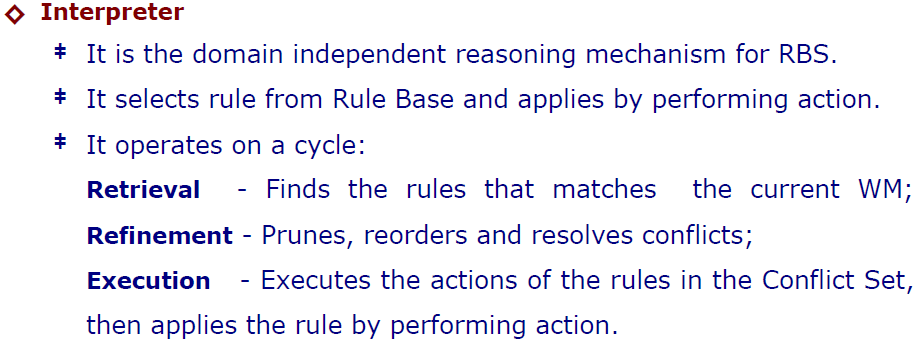 ◇ Interpreter
‡ It is the domain independent reasoning mechanism for RBS.
‡ It selects rule from Rule Base and applies by performing action.
‡ It operates on a cycle:
Retrieval - Finds the rules that matches the current WM;
Refinement - Prunes, reorders and resolves conflicts;
Execution - Executes the actions of the rules in the Conflict Set,
then applies the rule by performing action.